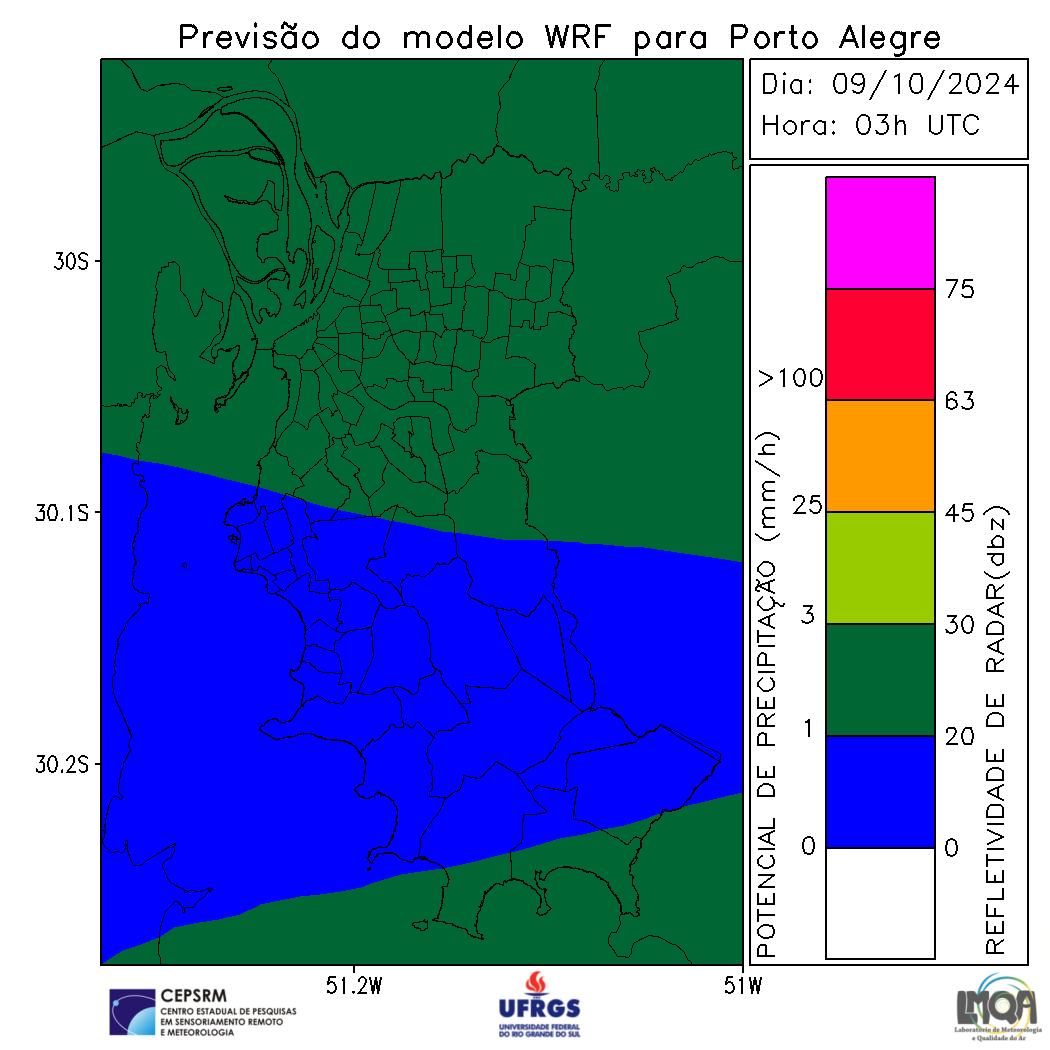 Previsão do modelo WRF para Porto Alegre
Dia: 09/10/2024
Hora: 03h UTC
30S
30.1S
30.2S
51.2W
51W
POTENCIAL DE PRECIPITAÇÃO (mm/h)
>100
25
3
1
0
75
63
45
30
20
0
REFLETIVIDADE DE RADAR(dbz)
CEPSRM
CENTRO ESTADUAL DE PESQUISAS
EM SENSORIAMENTO REMOTO
E METEOROLOGIA
UFRGS
UNIVERSIDADE FEDERAL
DO RIO GRANDE DO SUL
LMQA
Laboratório de Meteorologia
e Qualidade do Ar